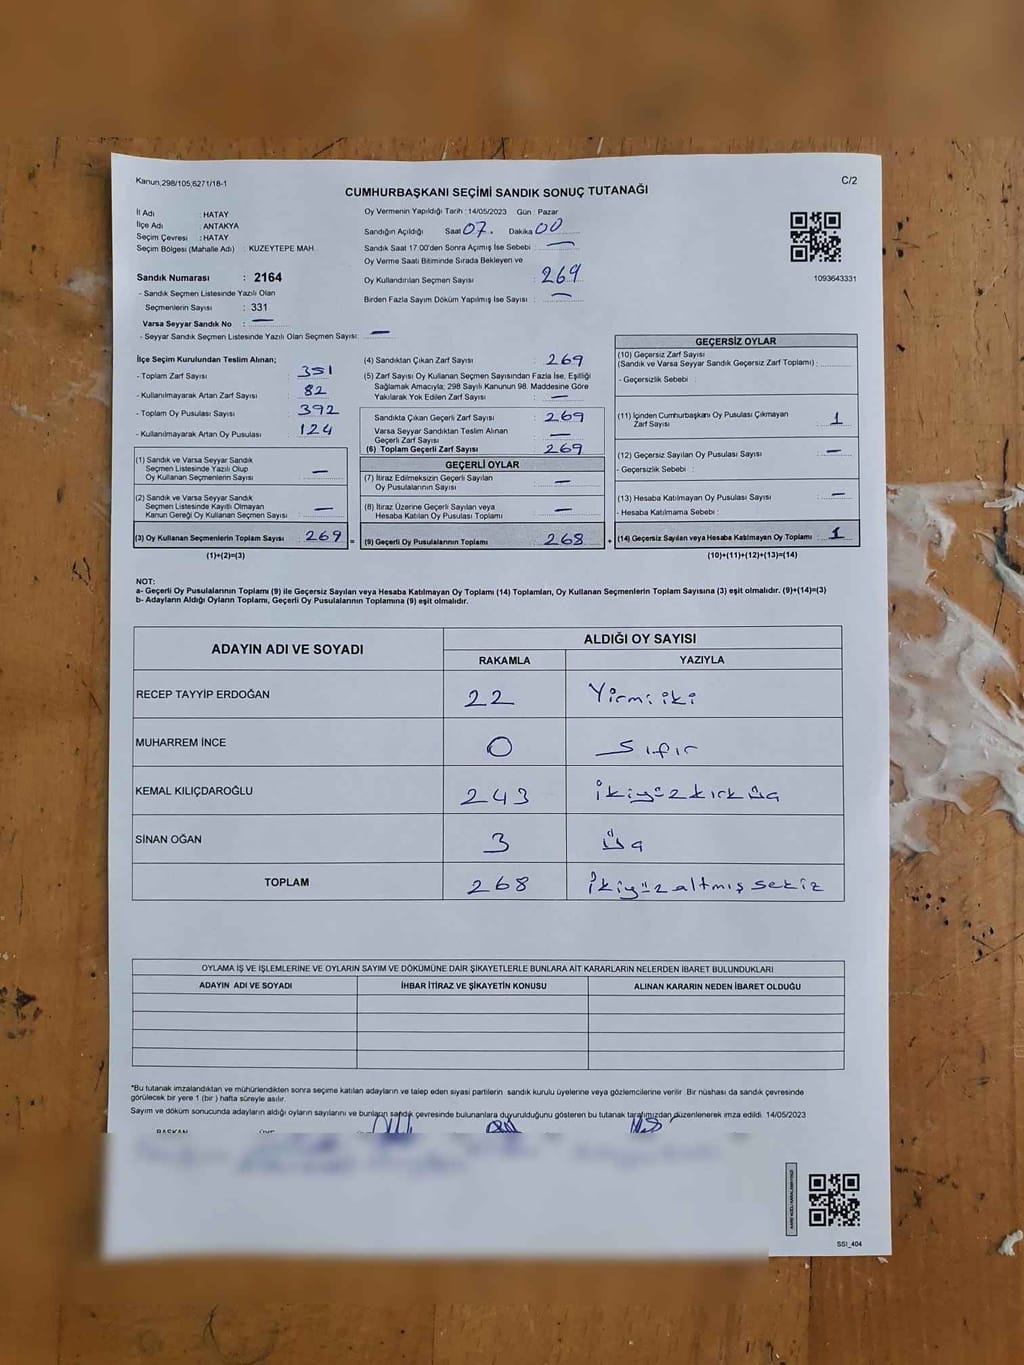 Kanun;298/105,6271/18-1
C/2
CUMHURBAŞKANI SEÇİMİ SANDIK SONUÇ TUTANAĞI
İl Adı : HATAY
İlçe Adı : ANTAKYA
Seçim Çevresi : HATAY
Seçim Bölgesi (Mahalle Adı) : KUZEYTEPE MAH.
Sandık Numarası : 2164
- Sandık Seçmen Listesinde Yazılı Olan
Seçmenlerin Sayısı : 331
Varsa Seyyar Sandık No : —
- Seyyar Sandık Seçmen Listesinde Yazılı Olan Seçmen Sayısı: —
Oy Vermenin Yapıldığı Tarih : 14/05/2023 Gün : Pazar
Sandığın Açıldığı Saat 07. Dakika 00
Sandık Saat 17:00'den Sonra Açımış İse Sebebi : —
Oy Verme Saati Bitiminde Sırada Bekleyen ve
Oy Kullandırılan Seçmen Sayısı : 269
Birden Fazla Sayım Döküm Yapılmış İse Sayısı : —
1093643331
İlçe Seçim Kurulundan Teslim Alınan;
- Toplam Zarf Sayısı : 351
- Kullanılmayarak Artan Zarf Sayısı : 82
- Toplam Oy Pusulası Sayısı : 392
- Kullanılmayarak Artan Oy Pusulası : 124
(1) Sandık ve Varsa Seyyar Sandık
Seçmen Listesinde Yazılı Olup
Oy Kullanan Seçmenlerin Sayısı : —
(2) Sandık ve Varsa Seyyar Sandık
Seçmen Listesinde Kayıtlı Olmayan
Kanun Gereği Oy Kullanan Seçmen Sayısı : —
(3) Oy Kullanan Seçmenlerin Toplam Sayısı : 269 =
(1)+(2)=(3)
(4) Sandıktan Çıkan Zarf Sayısı : 269
(5) Zarf Sayısı Oy Kullanan Seçmen Sayısından Fazla İse, Eşitliği
Sağlamak Amacıyla; 298 Sayılı Kanunun 98. Maddesine Göre
Yakılarak Yok Edilen Zarf Sayısı : —
Sandıkta Çıkan Geçerli Zarf Sayısı : 269
Varsa Seyyar Sandıktan Teslim Alınan
Geçerli Zarf Sayısı : —
(6) Toplam Geçerli Zarf Sayısı : 269
GEÇERLİ OYLAR
(7) İtiraz Edilmeksizin Geçerli Sayılan
Oy Pusulalarının Sayısı : —
(8) İtiraz Üzerine Geçerli Sayılan veya
Hesaba Katılan Oy Pusulası Toplamı : —
(9) Geçerli Oy Pusulalarının Toplamı : 268 +
GEÇERSİZ OYLAR
(10) Geçersiz Zarf Sayısı
(Sandık ve Varsa Seyyar Sandık Geçersiz Zarf Toplamı) :
- Geçersizlik Sebebi :
(11) İçinden Cumhurbaşkanı Oy Pusulası Çıkmayan
Zarf Sayısı : 1
(12) Geçersiz Sayılan Oy Pusulası Sayısı : —
- Geçersizlik Sebebi :
(13) Hesaba Katılmayan Oy Pusulası Sayısı : —
- Hesaba Katılmama Sebebi :
(14) Geçersiz Sayılan veya Hesaba Katılmayan Oy Toplamı : 1
(10)+(11)+(12)+(13)=(14)
NOT:
a- Geçerli Oy Pusulalarının Toplamı (9) ile Geçersiz Sayılan veya Hesaba Katılmayan Oy Toplamı (14) Toplamları, Oy Kullanan Seçmenlerin Toplam Sayısına (3) eşit olmalıdır. (9)+(14)=(3)
b- Adayların Aldığı Oyların Toplamı, Geçerli Oy Pusulalarının Toplamına (9) eşit olmalıdır.
ADAYIN ADI VE SOYADI
ALDIĞI OY SAYISI
RAKAMLA YAZIYLA
RECEP TAYYİP ERDOĞAN 22 Yirmi iki
MUHARREM İNCE 0 Sıfır
KEMAL KILIÇDAROĞLU 243 İkiyüzkırküç
SİNAN OĞAN 3 Üç
TOPLAM 268 İkiyüzaltmışsekiz
OYLAMA İŞ VE İŞLEMLERİNE VE OYLARIN SAYIM VE DÖKÜMÜNE DAİR ŞİKAYETLERLE BUNLARA AİT KARARLARIN NELERDEN İBARET BULUNDUKLARI
ADAYIN ADI VE SOYADI İHBAR İTİRAZ VE ŞİKAYETİN KONUSU ALINAN KARARIN NEDEN İBARET OLDUĞU
*Bu tutanak imzalandıktan ve mühürlendikten sonra seçime katılan adayların ve talep eden siyasi partilerin sandık kurulu üyelerine veya gözlemcilerine verilir. Bir nüshası da sandık çevresinde
görülecek bir yere 1 (bir) hafta süreyle asılır.
Sayım ve döküm sonucunda adayların aldığı oyların sayılarını ve bunların sandık çevresinde bulunanlara duyurulduğunu gösteren bu tutanak tarafımızdan düzenlenerek imza edildi. 14/05/2023
BAŞKAN ÜYE
SSI_404